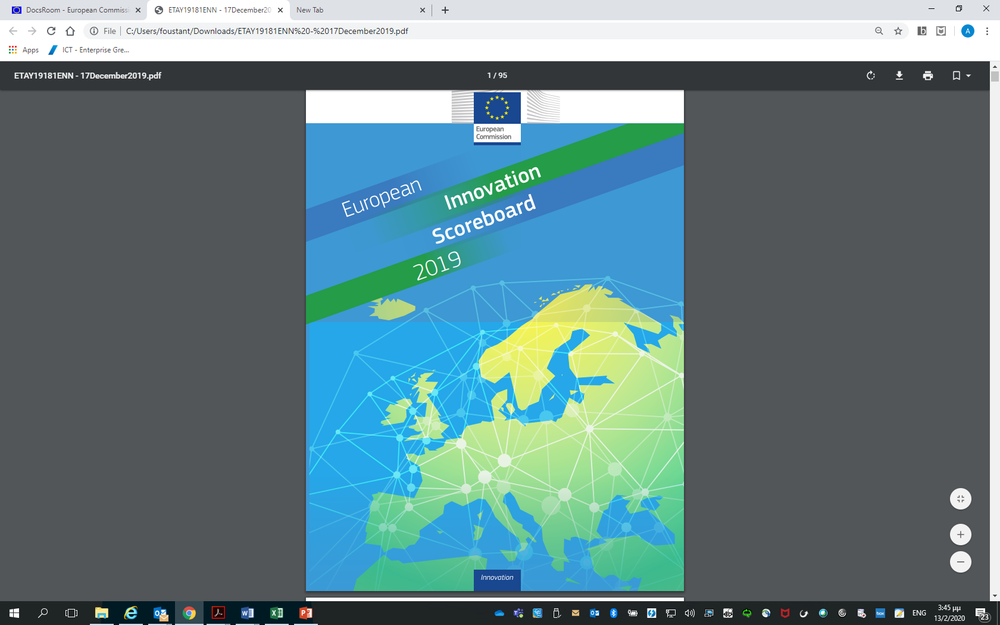 DocsRoom - European Commissi
ETAY19181ENN - 17December20
New Tab
File
C:/Users/foustant/Downloads/ETAY19181ENN%20-%2017December2019.pdf
A
Apps
ICT - Enterprise Gre...
ETAY19181ENN - 17December2019.pdf
1 / 95
European
Commission
European
Innovation
Scoreboard
2019
Innovation
ENG
3:45 μμ
13/2/2020
23